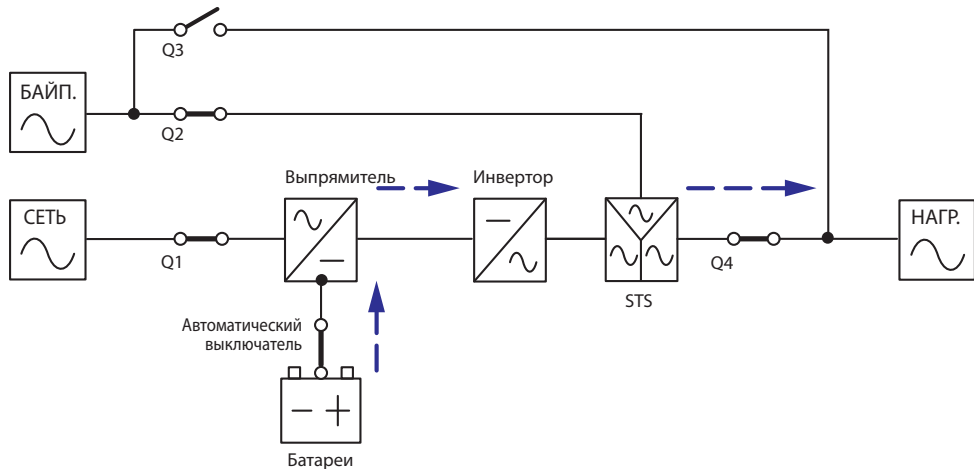 Q3
БАЙП.
Q2
Выпрямитель
Инвертор
СЕТЬ
НАГР.
Q1
Q4
STS
Автоматический
выключатель
Батареи